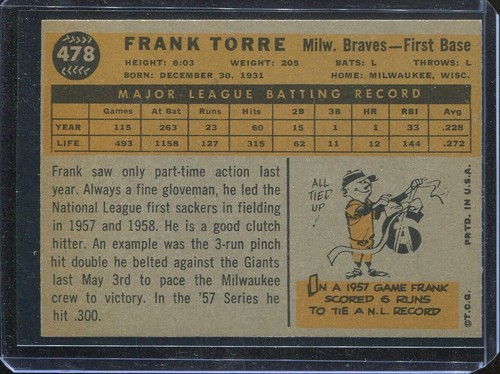 478
FRANK TORRE Milw. Braves—First Base
HEIGHT: 6:03 WEIGHT: 205 BATS: L THROWS: L
BORN: DECEMBER 30, 1931 HOME: MILWAUKEE, WISC.
MAJOR LEAGUE BATTING RECORD
Games At Bat Runs Hits 2B 3B HR RBI Avg
YEAR 115 263 23 60 15 1 1 33 .228
LIFE 493 1158 127 315 62 11 12 144 .272
Frank saw only part-time action last
year. Always a fine gloveman, he led the
National League first sackers in fielding
in 1957 and 1958. He is a good clutch
hitter. An example was the 3-run pinch
hit double he belted against the Giants
last May 3rd to pace the Milwaukee
crew to victory. In the '57 Series he
hit .300.
ALL
TIED
UP!
IN A 1957 GAME FRANK
SCORED 6 RUNS
TO TIE A N.L. RECORD
©T.C.G. PRTD. IN U.S.A.